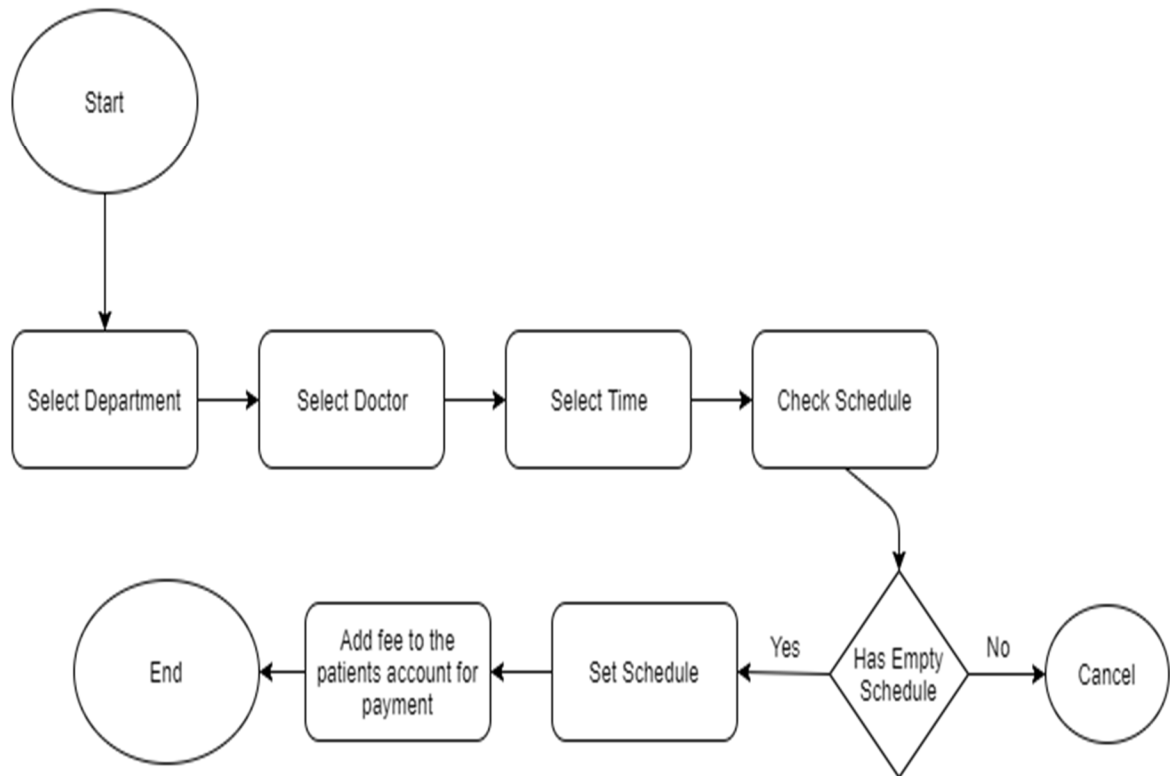 Start
Select Department
Select Doctor
Select Time
Check Schedule
Has Empty
Schedule
Yes
No
Set Schedule
Add fee to the
patients account for
payment
End
Cancel